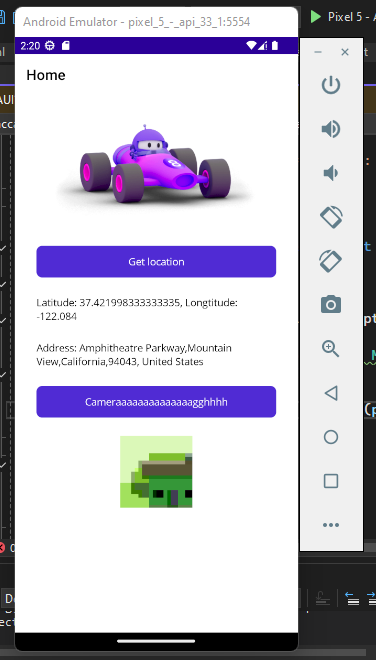 Android Emulator - pixel_5_-_api_33_1:5554
Pixel 5 - A
2:20
Home
8
Get location
Latitude: 37.421998333333335, Longtitude:
-122.084
Address: Amphitheatre Parkway,Mountain
View,California,94043, United States
Cameraaaaaaaaaaaaaagghhhh